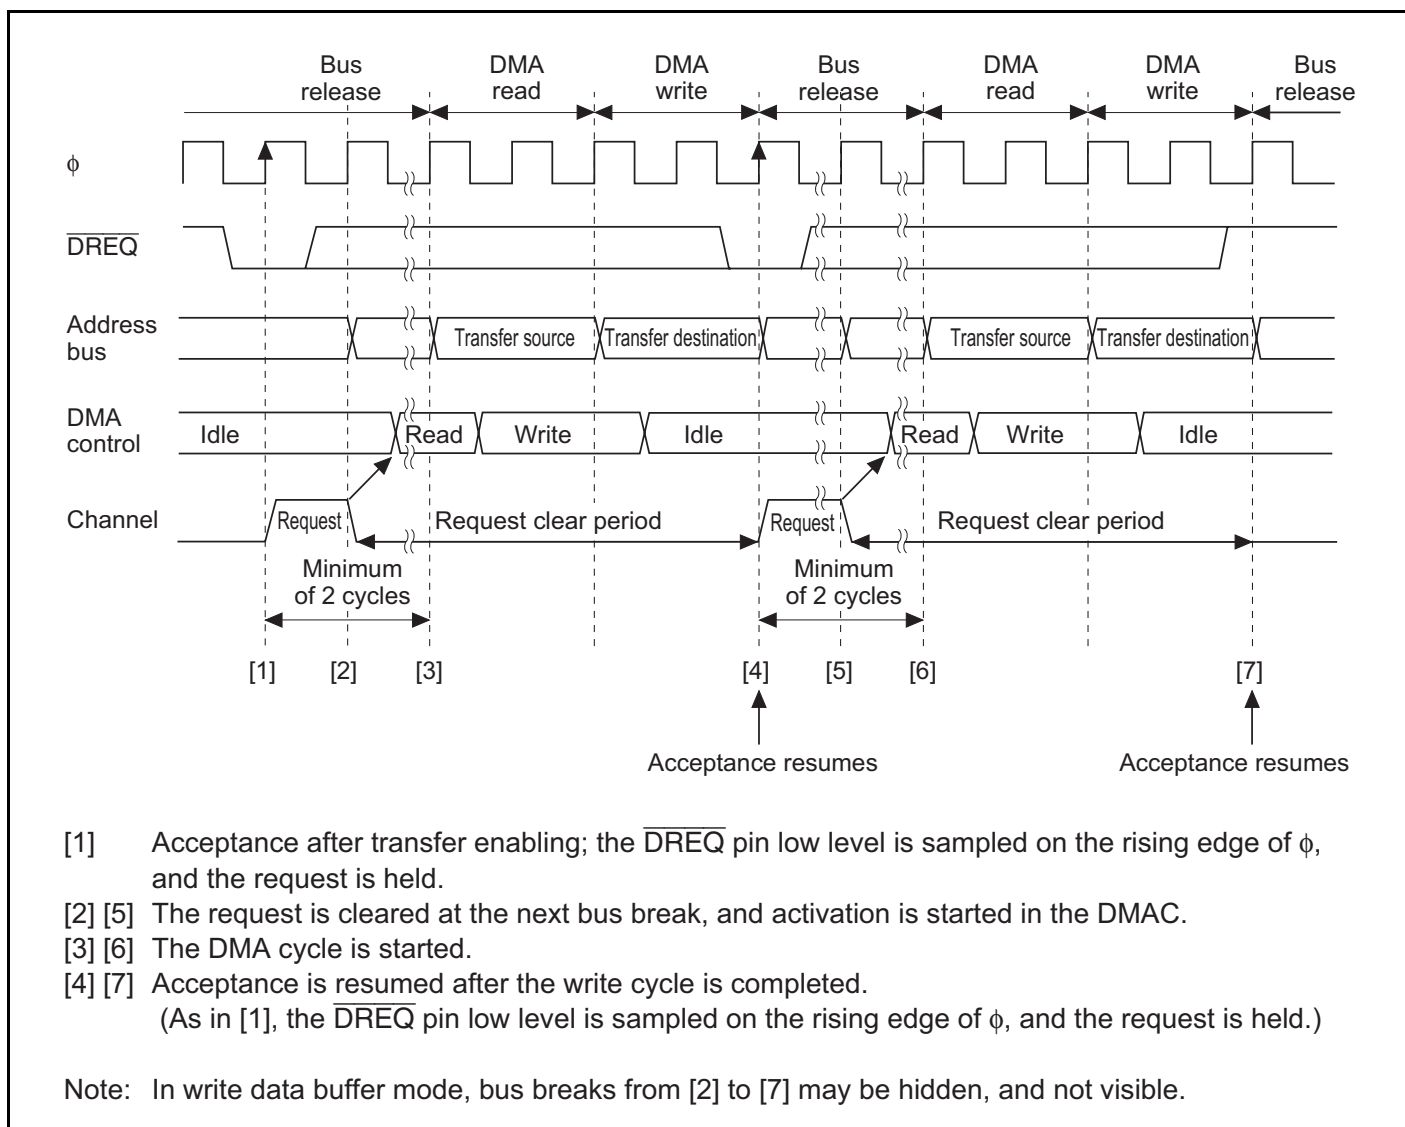 Bus release DMA read DMA write Bus release DMA read DMA write Bus release
φ
DREQ
Address bus
Transfer source Transfer destination Transfer source Transfer destination
DMA control
Idle Read Write Idle Read Write Idle
Channel
Request Request clear period Request Request clear period
Minimum of 2 cycles Minimum of 2 cycles
[1] [2] [3] [4] [5] [6] [7]
Acceptance resumes Acceptance resumes
[1] Acceptance after transfer enabling; the DREQ pin low level is sampled on the rising edge of φ,
and the request is held.
[2] [5] The request is cleared at the next bus break, and activation is started in the DMAC.
[3] [6] The DMA cycle is started.
[4] [7] Acceptance is resumed after the write cycle is completed.
(As in [1], the DREQ pin low level is sampled on the rising edge of φ, and the request is held.)
Note: In write data buffer mode, bus breaks from [2] to [7] may be hidden, and not visible.